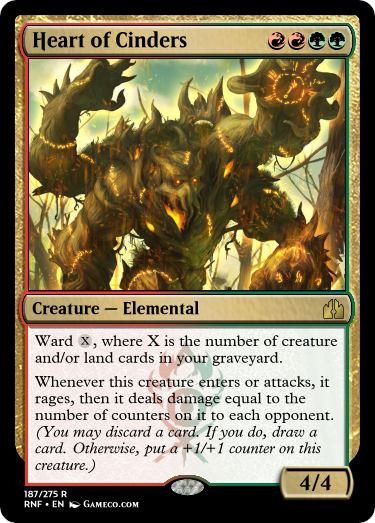 Heart of Cinders
Creature — Elemental
Ward X, where X is the number of creature
and/or land cards in your graveyard.
Whenever this creature enters or attacks, it
rages, then it deals damage equal to the
number of counters on it to each opponent.
(You may discard a card. If you do, draw a
card. Otherwise, put a +1/+1 counter on this
creature.)
4/4
187/275 R
RNF • EN Gameco.com